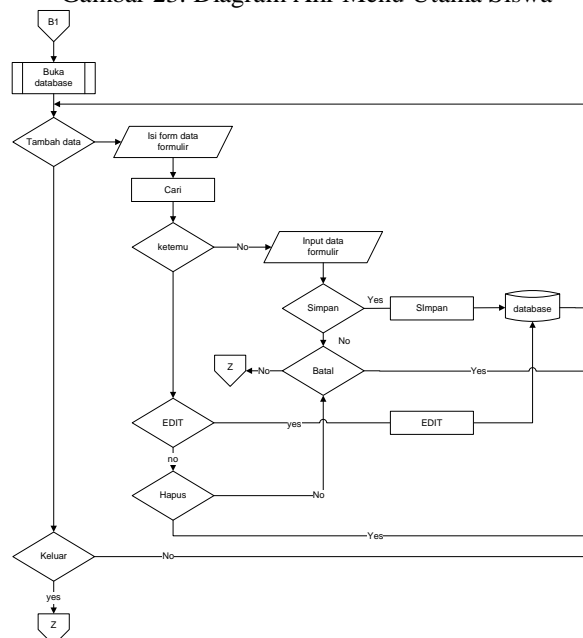 Gambar 23. Diagram Alir Menu Utama Siswa
B1
Buka
database
Tambah data
Isi form data
formulir
Cari
ketemu
No
Input data
formulir
Simpan
Yes
SImpan
database
No
Z
No
Batal
Yes
EDIT
yes
EDIT
no
Hapus
No
Yes
Keluar
No
yes
Z